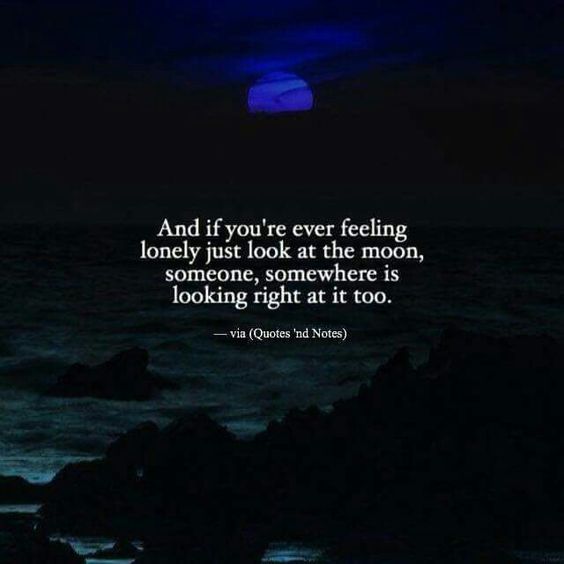 And if you're ever feeling
lonely just look at the moon,
someone, somewhere is
looking right at it too.
— via (Quotes 'nd Notes)